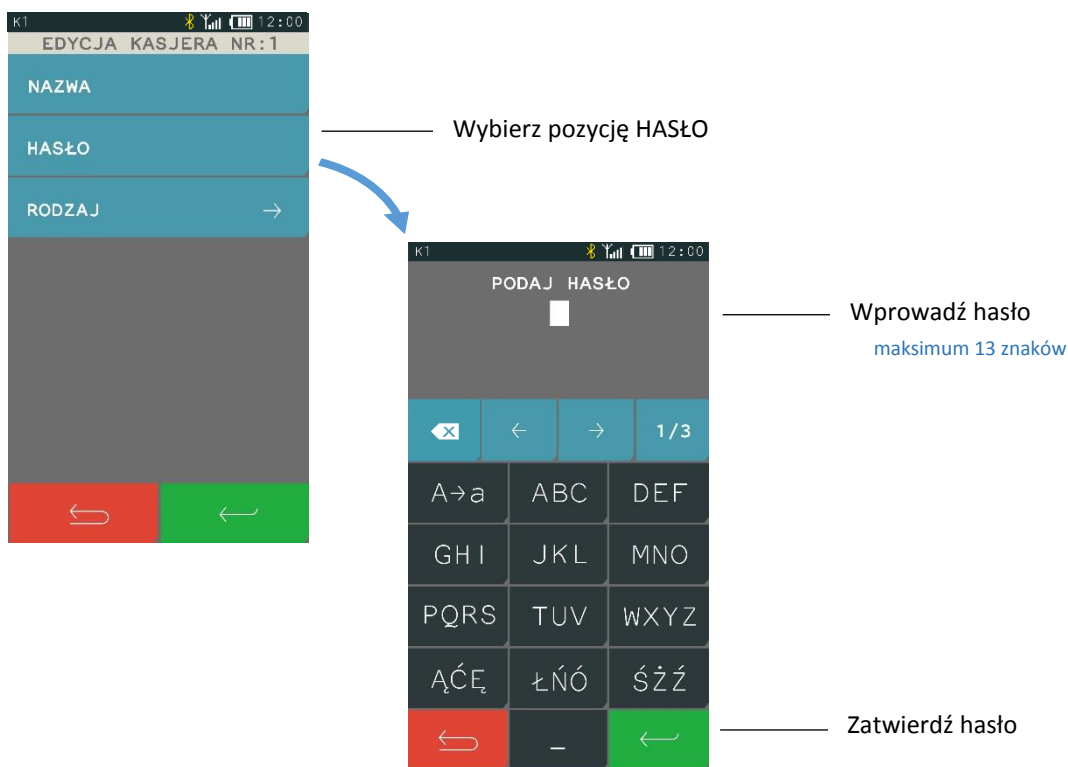 K1 12:00
EDYCJA KASJERA NR:1
NAZWA
HASŁO
RODZAJ →
Wybierz pozycję HASŁO
K1 12:00
PODAJ HASŁO
Wprowadź hasło
maksimum 13 znaków
← → 1/3
A→a ABC DEF
GHI JKL MNO
PQRS TUV WXYZ
ĄĆĘ ŁŃÓ ŚŻŹ
_
Zatwierdź hasło